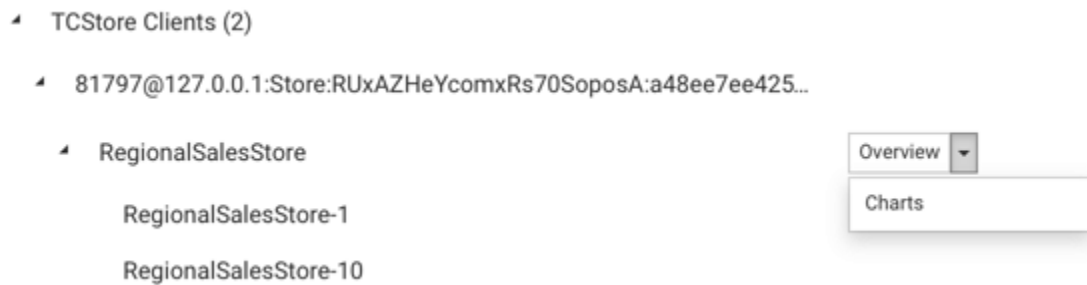 TCStore Clients (2)
81797@127.0.0.1:Store:RUxAZHeYcomxRs70SoposA:a48ee7ee425...
RegionalSalesStore
Overview
Charts
RegionalSalesStore-1
RegionalSalesStore-10